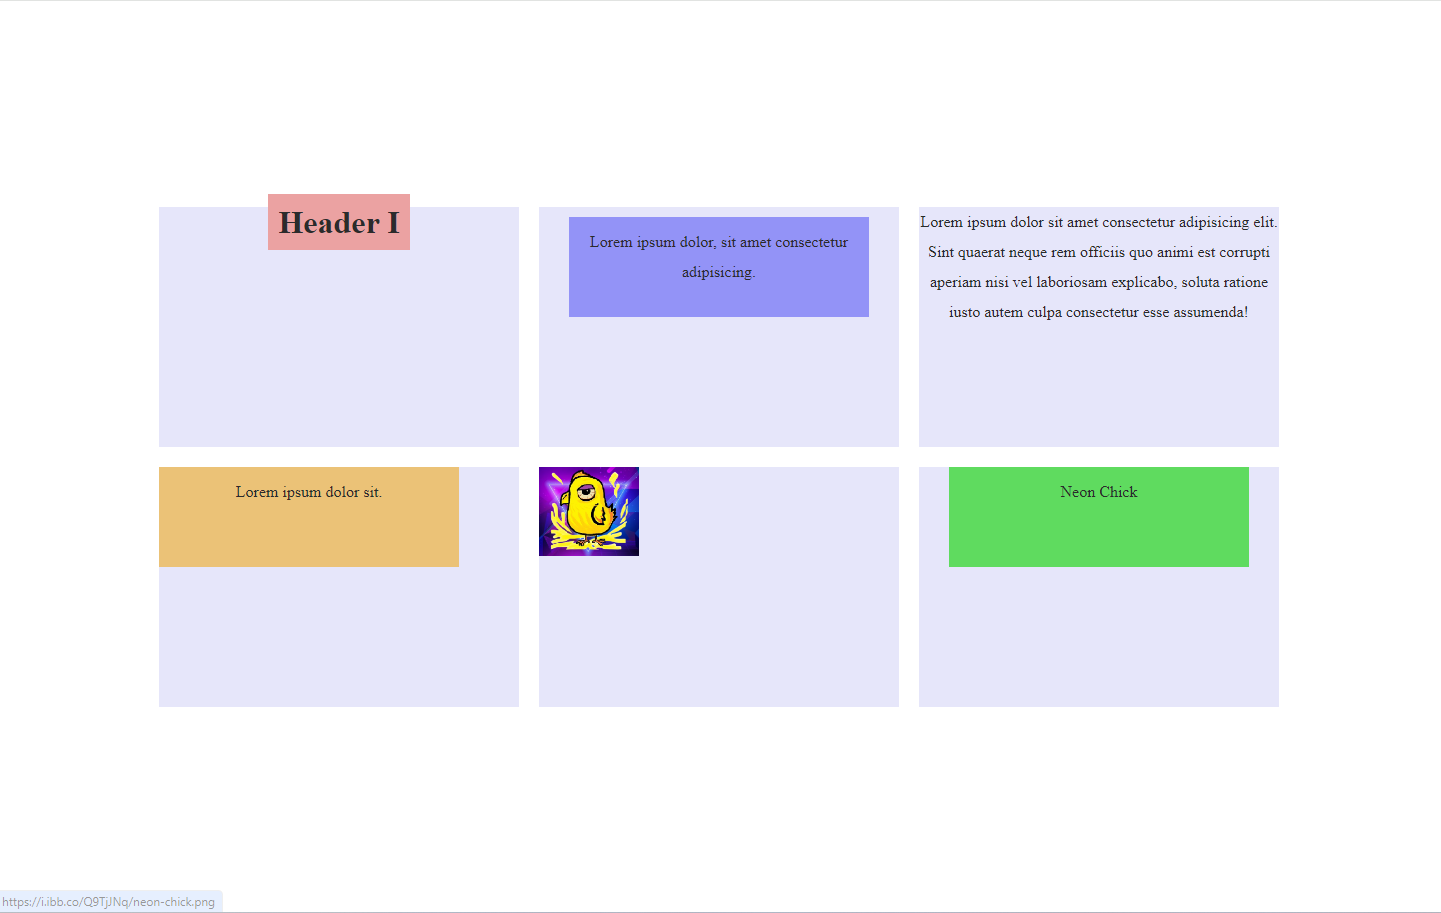 Header I
Lorem ipsum dolor, sit amet consectetur
adipisicing.
Lorem ipsum dolor sit amet consectetur adipisicing elit.
Sint quaerat neque rem officiis quo animi est corrupti
aperiam nisi vel laboriosam explicabo, soluta ratione
iusto autem culpa consectetur esse assumenda!
Lorem ipsum dolor sit.
Neon Chick
https://i.ibb.co/Q9TjJNq/neon-chick.png